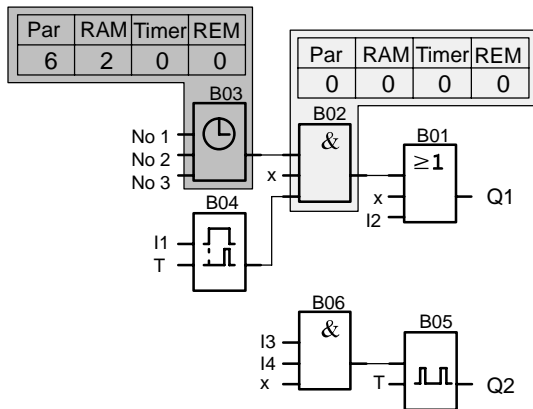 Par RAM Timer REM
6 2 0 0
Par RAM Timer REM
0 0 0 0
B03
B02
B01
No 1
No 2
No 3
&
x
≥1
x
I2
Q1
B04
I1
T
B06
B05
&
I3
I4
x
T
Q2